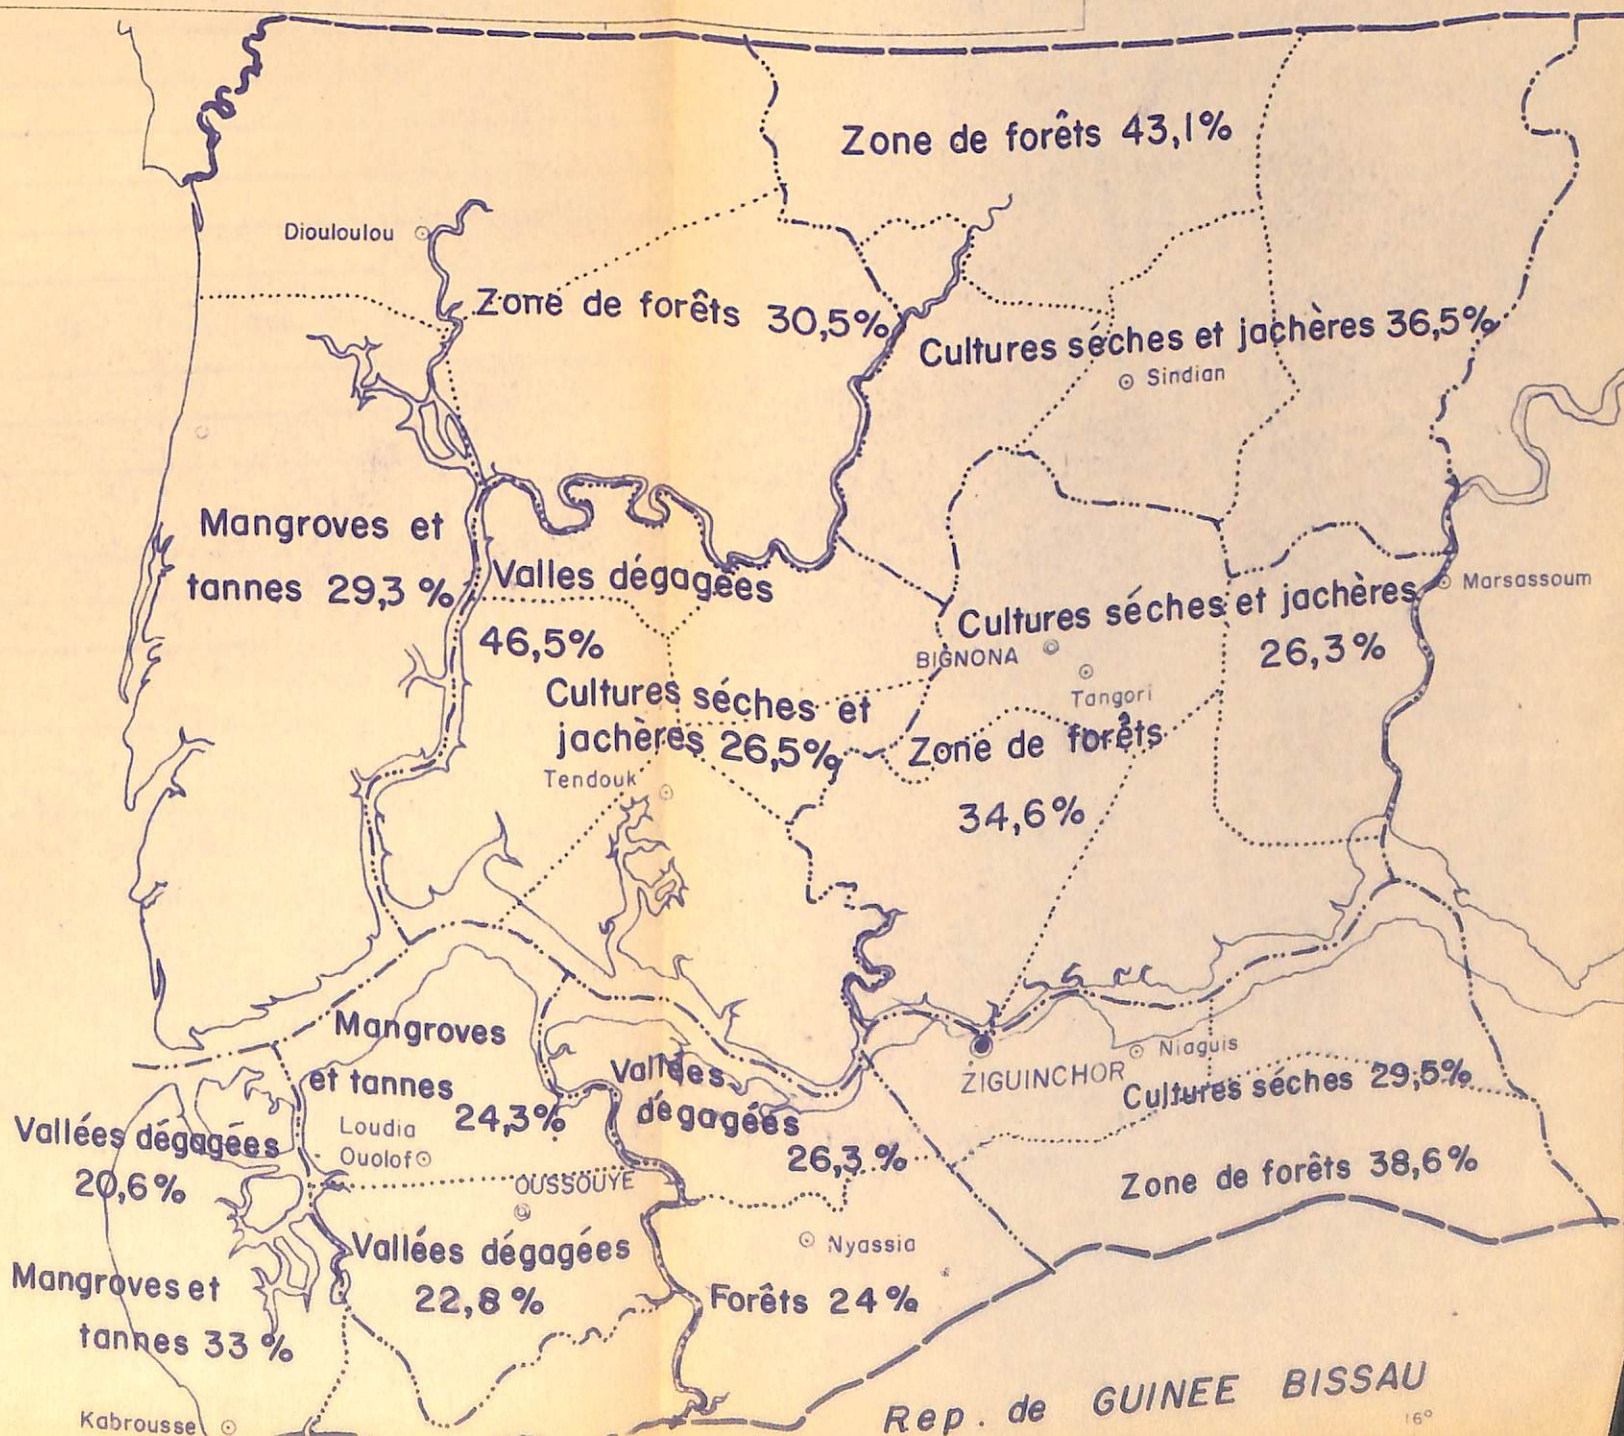 Zone de forêts 43,1%
Diouloulou
Zone de forêts 30,5%
Cultures séches et jachères 36,5%
Sindian
Mangroves et
tannes 29,3 %
Valles dégagées
46,5%
Cultures séches et jachères
26,3%
Marsassoum
BIGNONA
Tangori
Cultures séches et
jachères 26,5%
Tendouk
Zone de forêts
34,6%
Mangroves
et tannes
24,3%
Vallées
dégagées
26,3 %
ZIGUINCHOR
Niaguis
Cultures séches 29,5%
Zone de forêts 38,6%
Vallées dégagées
20,6%
Loudia
Ouolof
OUSSOUYE
Vallées dégagées
22,8 %
Nyassia
Forêts 24 %
Mangroves et
tannes 33 %
Kabrousse
Rep. de GUINEE BISSAU
16°